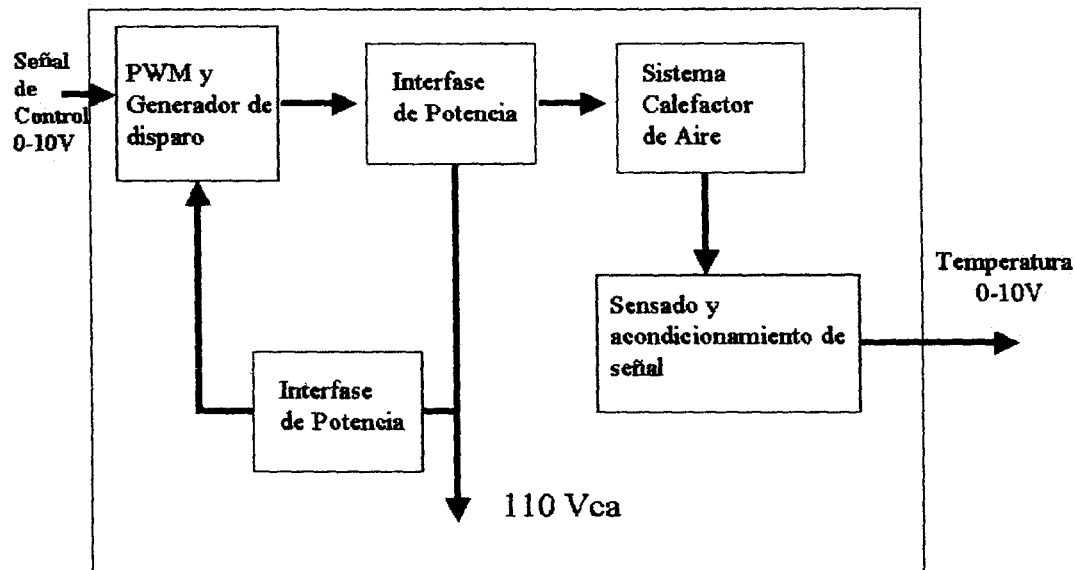 Señal
de
Control
0-10V
PWM y
Generador de
disparo
Interfase
de Potencia
Sistema
Calefactor
de Aire
Temperatura
0-10V
Sensado y
acondicionamiento de
señal
Interfase
de Potencia
110 Vca